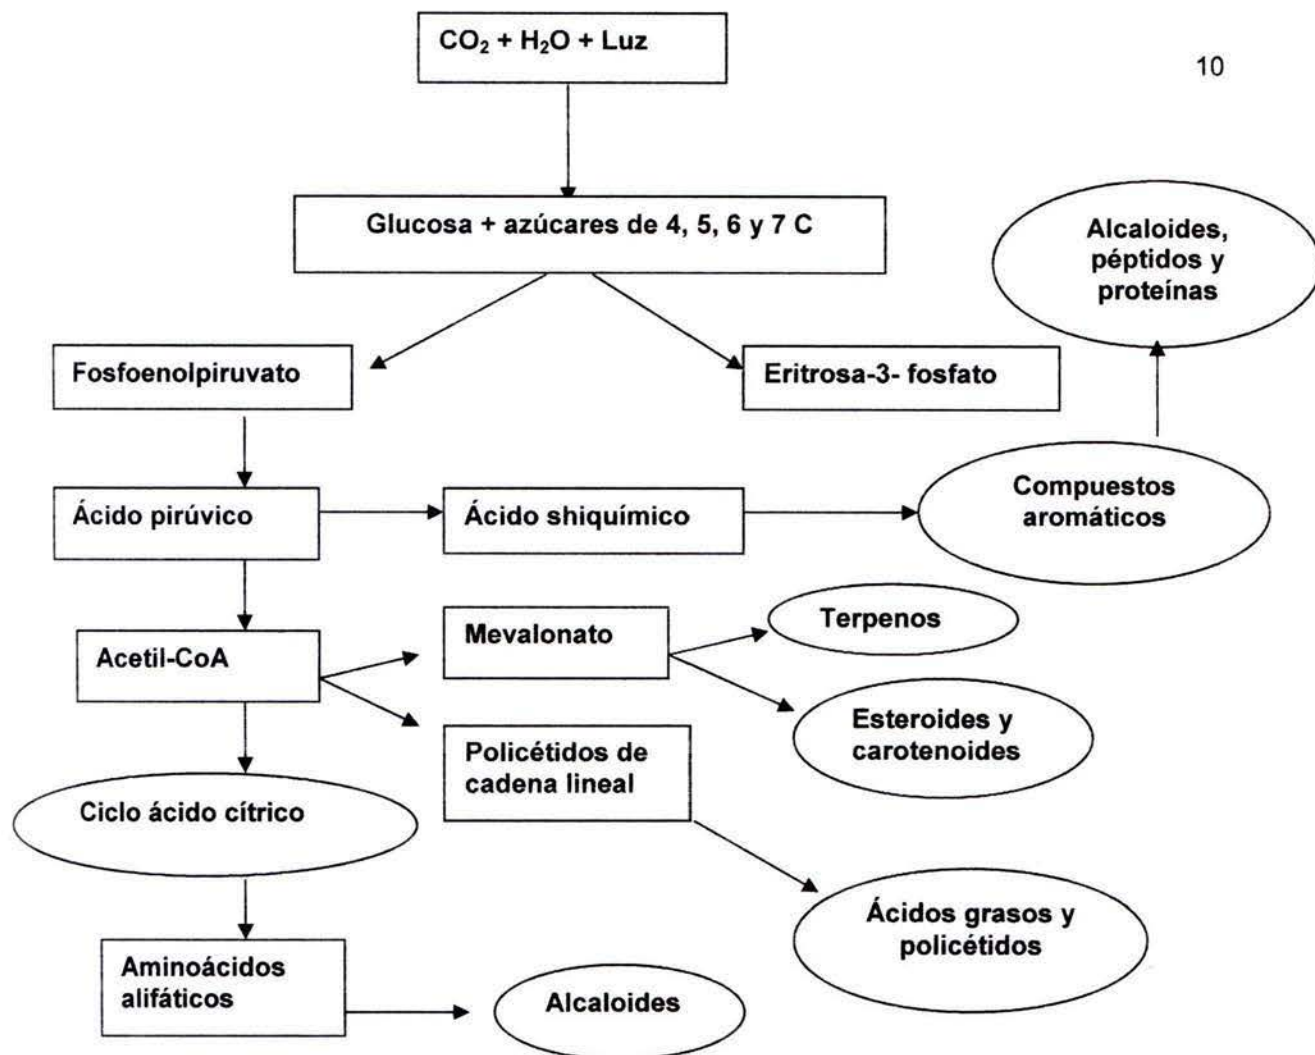 CO₂ + H₂O + Luz
10
Glucosa + azúcares de 4, 5, 6 y 7 C
Alcaloides,
péptidos y
proteínas
Fosfoenolpiruvato
Eritrosa-3- fosfato
Ácido pirúvico
Ácido shiquímico
Compuestos
aromáticos
Acetil-CoA
Mevalonato
Terpenos
Esteroides y
carotenoides
Policétidos de
cadena lineal
Ciclo ácido cítrico
Ácidos grasos y
policétidos
Aminoácidos
alifáticos
Alcaloides